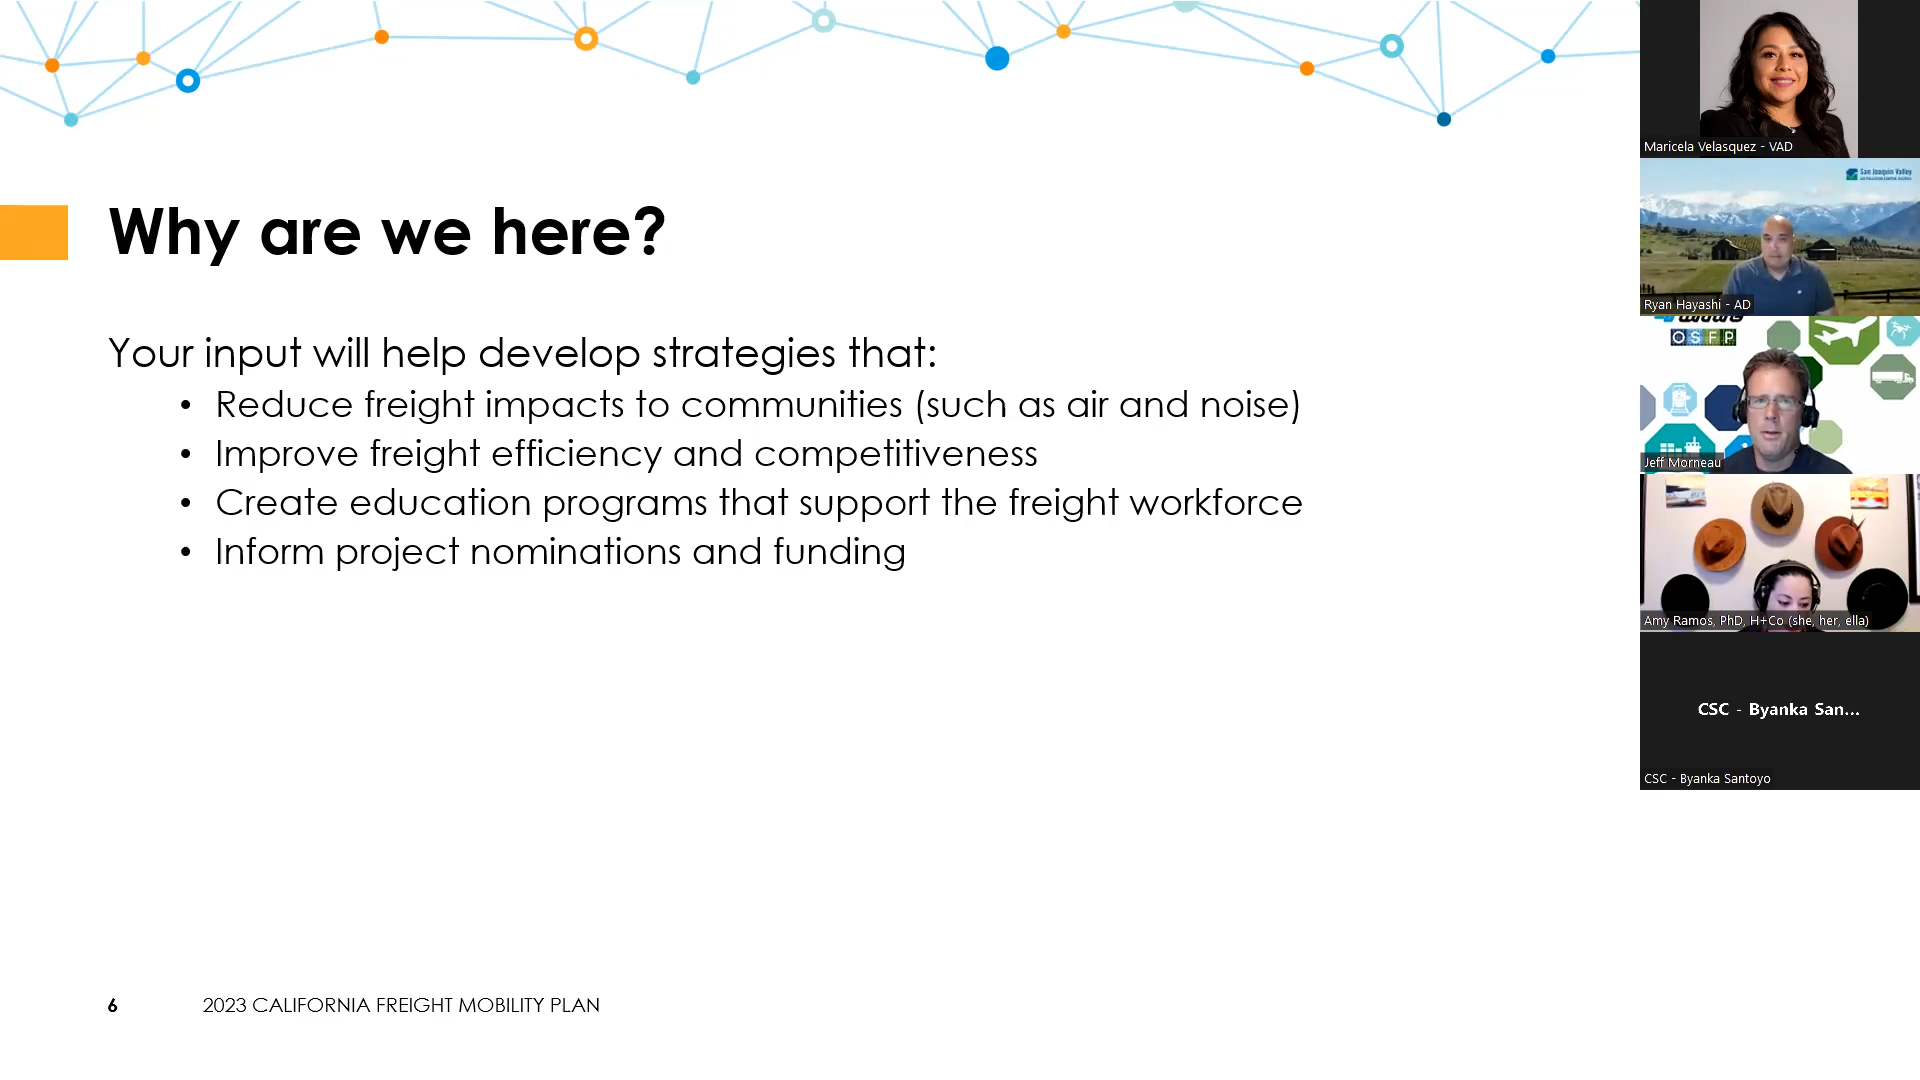 Why are we here?
Your input will help develop strategies that:
• Reduce freight impacts to communities (such as air and noise)
• Improve freight efficiency and competitiveness
• Create education programs that support the freight workforce
• Inform project nominations and funding
6 2023 CALIFORNIA FREIGHT MOBILITY PLAN
Maricela Velasquez - VAD
San Joaquin Valley
Ryan Hayashi - AD
OSFP
Jeff Morneau
Amy Ramos, PhD, H+Co (she, her, ella)
CSC - Byanka San...
CSC - Byanka Santoyo